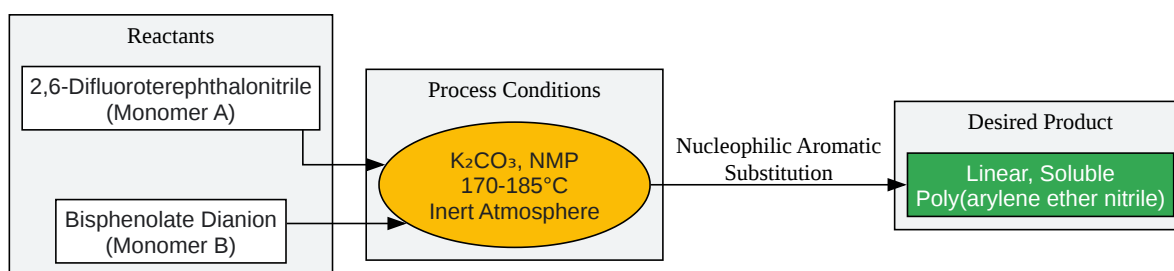 Reactants
2,6-Difluoroterephthalonitrile
(Monomer A)
Bisphenolate Dianion
(Monomer B)
Process Conditions
K₂CO₃, NMP
170-185°C
Inert Atmosphere
Nucleophilic Aromatic
Substitution
Desired Product
Linear, Soluble
Poly(arylene ether nitrile)